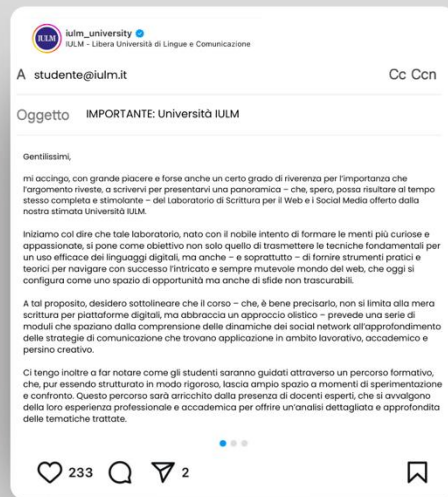 IULM
iulm_university
IULM - Libera Università di Lingue e Comunicazione
A studente@iulm.it Cc Ccn
Oggetto IMPORTANTE: Università IULM
Gentilissimi,
mi accingo, con grande piacere e forse anche un certo grado di riverenza per l'importanza che
l'argomento riveste, a scrivervi per presentarvi una panoramica – che, spero, possa risultare al tempo
stesso completa e stimolante – del Laboratorio di Scrittura per il Web e i Social Media offerto dalla
nostra stimata Università IULM.
Iniziamo col dire che tale laboratorio, nato con il nobile intento di formare le menti più curiose e
appassionate, si pone come obiettivo non solo quello di trasmettere le tecniche fondamentali per
un uso efficace dei linguaggi digitali, ma anche – e soprattutto – di fornire strumenti pratici e
teorici per navigare con successo l'intricato e sempre mutevole mondo del web, che oggi si
configura come uno spazio di opportunità ma anche di sfide non trascurabili.
A tal proposito, desidero sottolineare che il corso – che, è bene precisarlo, non si limita alla mera
scrittura per piattaforme digitali, ma abbraccia un approccio olistico – prevede una serie di
moduli che spaziano dalla comprensione delle dinamiche dei social network all'approfondimento
delle strategie di comunicazione che trovano applicazione in ambito lavorativo, accademico e
persino creativo.
Ci tengo inoltre a far notare come gli studenti saranno guidati attraverso un percorso formativo,
che, pur essendo strutturato in modo rigoroso, lascia ampio spazio a momenti di sperimentazione
e confronto. Questo percorso sarà arricchito dalla presenza di docenti esperti, che si avvalgono
della loro esperienza professionale e accademica per offrire un'analisi dettagliata e approfondita
delle tematiche trattate.
233 2